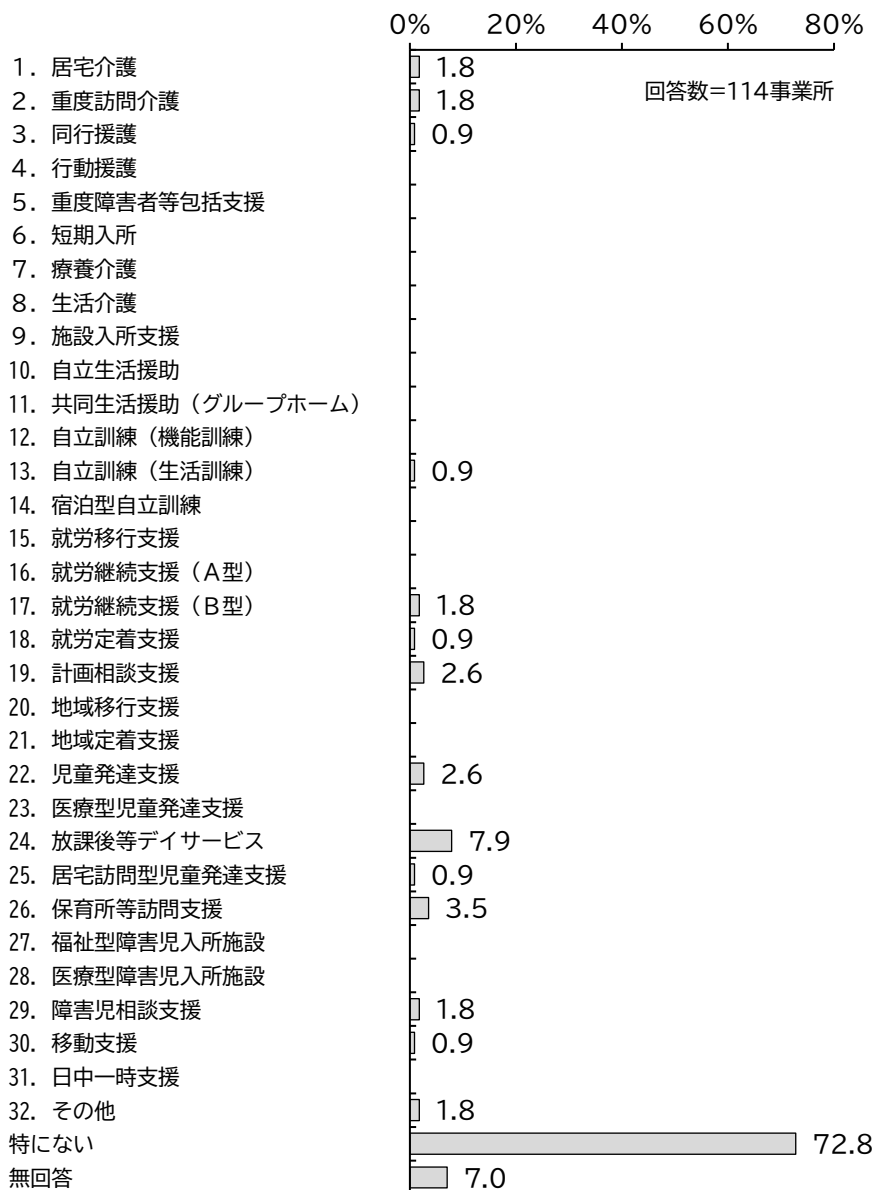 0% 20% 40% 60% 80%
回答数=114事業所
1．居宅介護 1.8
2．重度訪問介護 1.8
3．同行援護 0.9
4．行動援護
5．重度障害者等包括支援
6．短期入所
7．療養介護
8．生活介護
9．施設入所支援
10．自立生活援助
11．共同生活援助（グループホーム）
12．自立訓練（機能訓練）
13．自立訓練（生活訓練） 0.9
14．宿泊型自立訓練
15．就労移行支援
16．就労継続支援（A型）
17．就労継続支援（B型） 1.8
18．就労定着支援 0.9
19．計画相談支援 2.6
20．地域移行支援
21．地域定着支援
22．児童発達支援 2.6
23．医療型児童発達支援
24．放課後等デイサービス 7.9
25．居宅訪問型児童発達支援 0.9
26．保育所等訪問支援 3.5
27．福祉型障害児入所施設
28．医療型障害児入所施設
29．障害児相談支援 1.8
30．移動支援 0.9
31．日中一時支援
32．その他 1.8
特にない 72.8
無回答 7.0